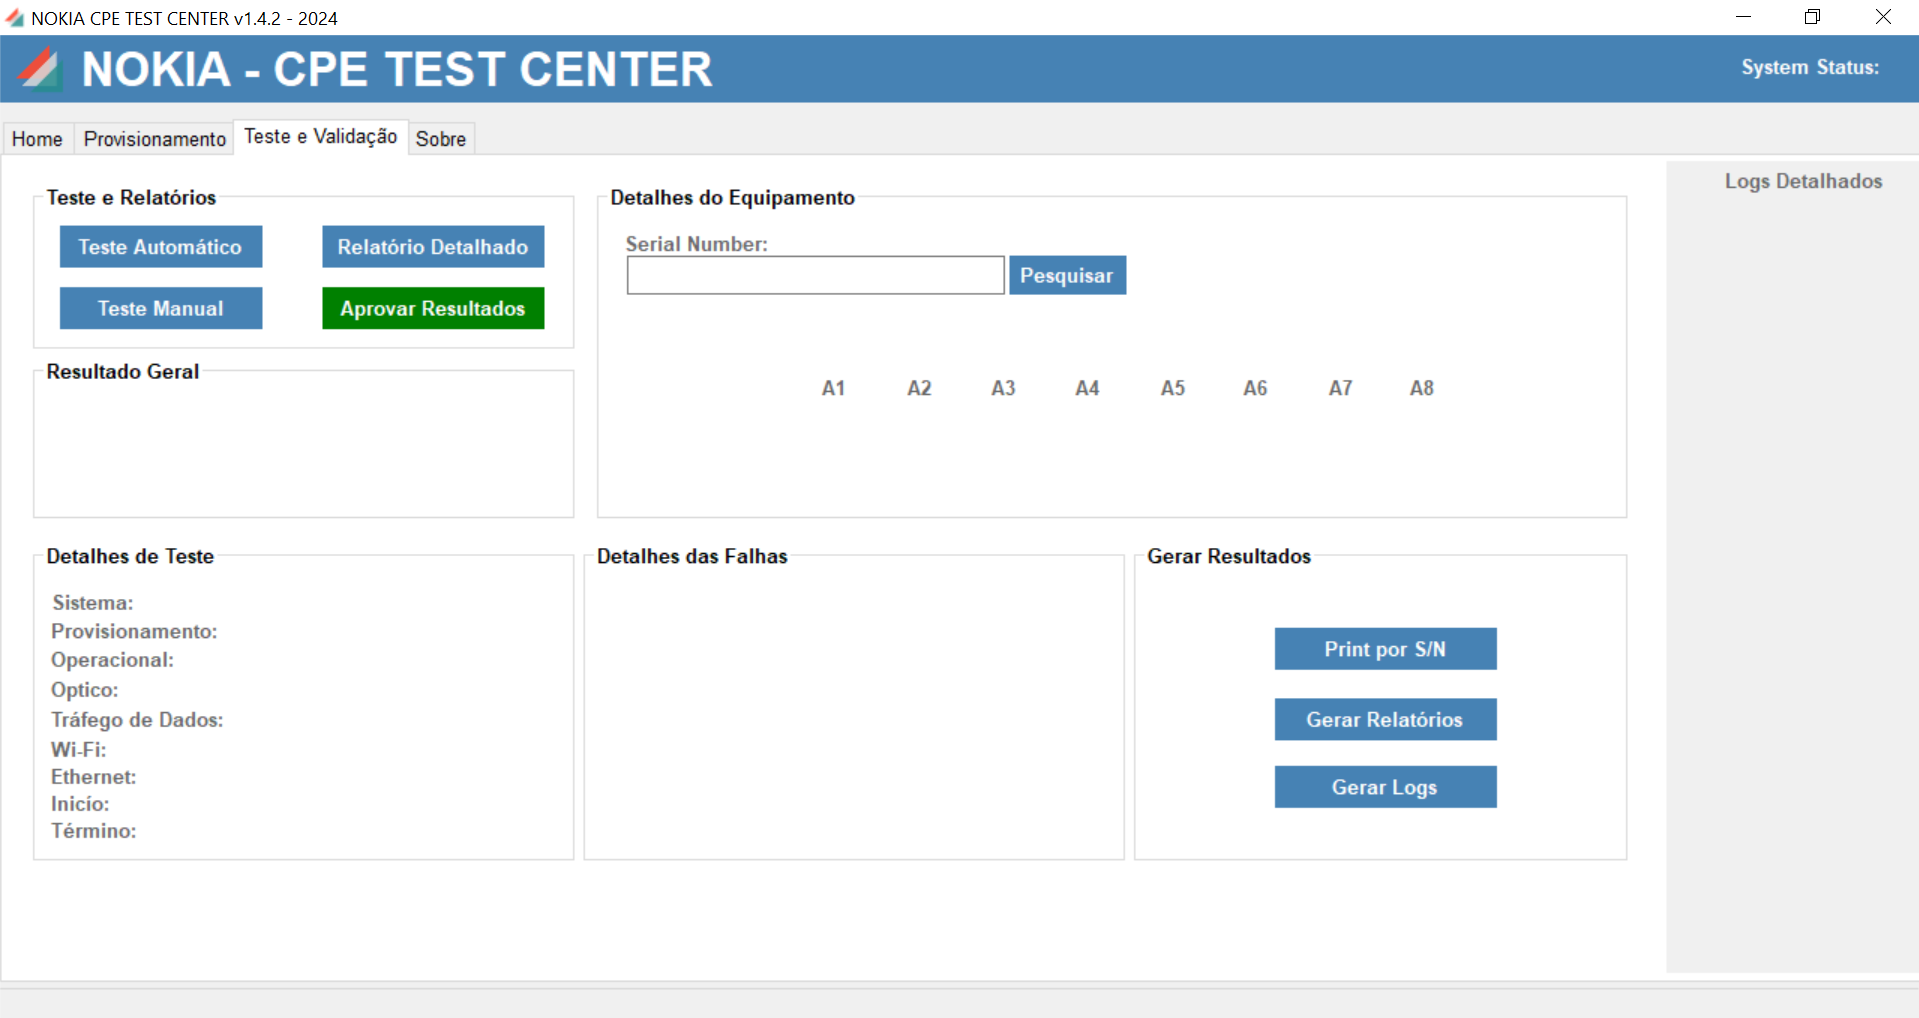 NOKIA CPE TEST CENTER v1.4.2 - 2024
NOKIA - CPE TEST CENTER
System Status:
Home
Provisionamento
Teste e Validação
Sobre
Teste e Relatórios
Teste Automático
Relatório Detalhado
Teste Manual
Aprovar Resultados
Resultado Geral
Detalhes do Equipamento
Serial Number:
Pesquisar
A1 A2 A3 A4 A5 A6 A7 A8
Detalhes de Teste
Sistema:
Provisionamento:
Operacional:
Optico:
Tráfego de Dados:
Wi-Fi:
Ethernet:
Inicío:
Término:
Detalhes das Falhas
Gerar Resultados
Print por S/N
Gerar Relatórios
Gerar Logs
Logs Detalhados